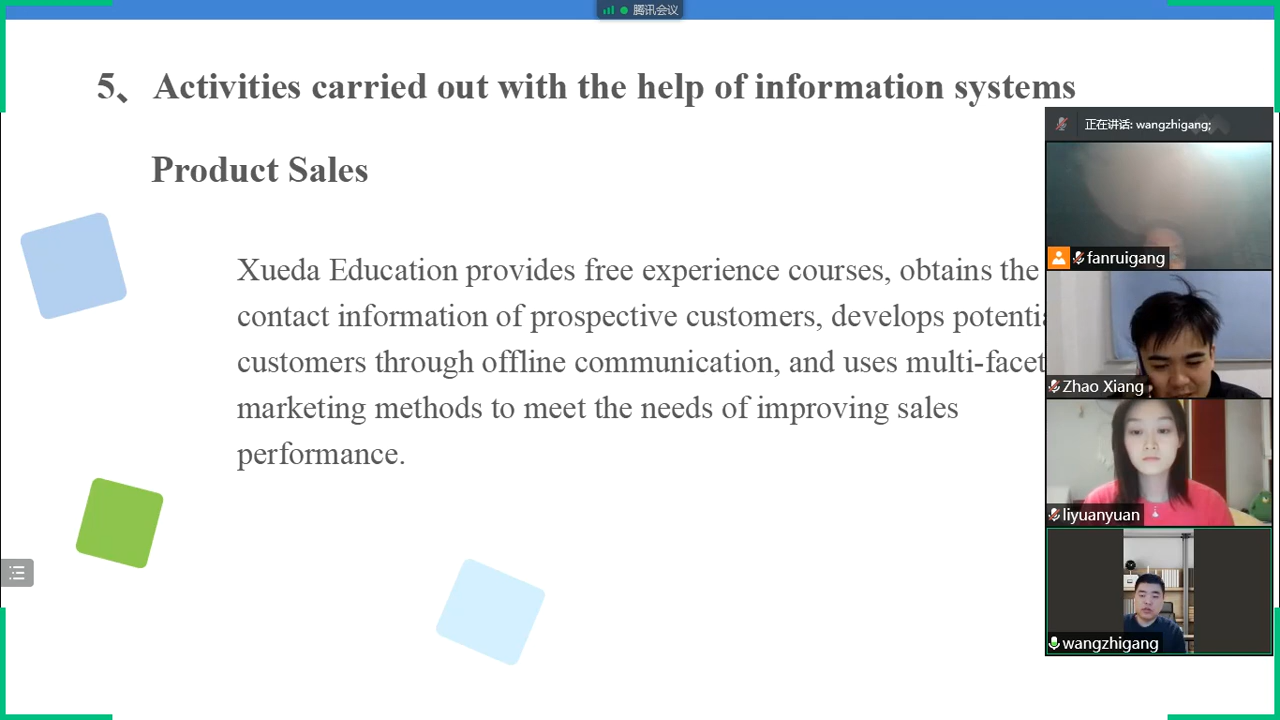 腾讯会议
5、 Activities carried out with the help of information systems
Product Sales
Xueda Education provides free experience courses, obtains the
contact information of prospective customers, develops potentia
customers through offline communication, and uses multi-facet
marketing methods to meet the needs of improving sales
performance.
正在讲话: wangzhigang;
fanruigang
Zhao Xiang
liyuanyuan
wangzhigang